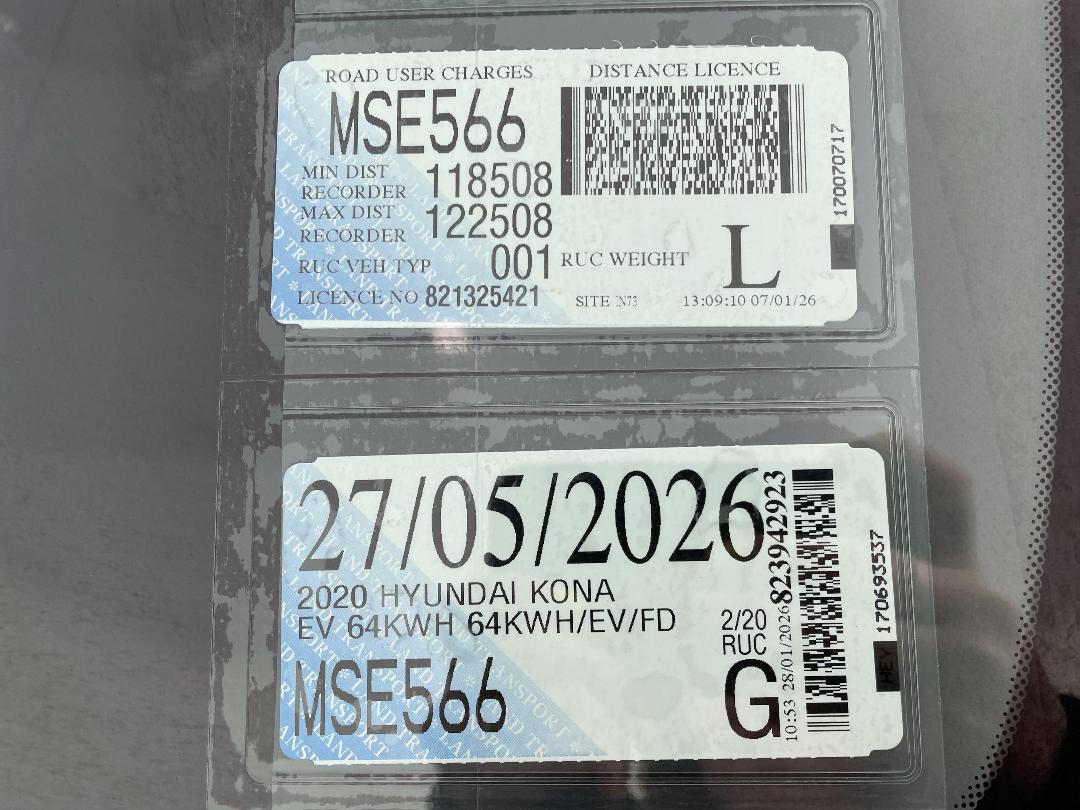 ROAD USER CHARGES DISTANCE LICENCE
MSE566
MIN DIST RECORDER 118508
MAX DIST RECORDER 122508
RUC VEH TYP 001 RUC WEIGHT L
LICENCE NO 821325421 SITE IN73 13:09:10 07/01/26
170070717
27/05/2026
2020 HYUNDAI KONA
EV 64KWH 64KWH/EV/FD 2/20
RUC
MSE566 G
10:53 28/01/2026 823942923
HEY 170693537